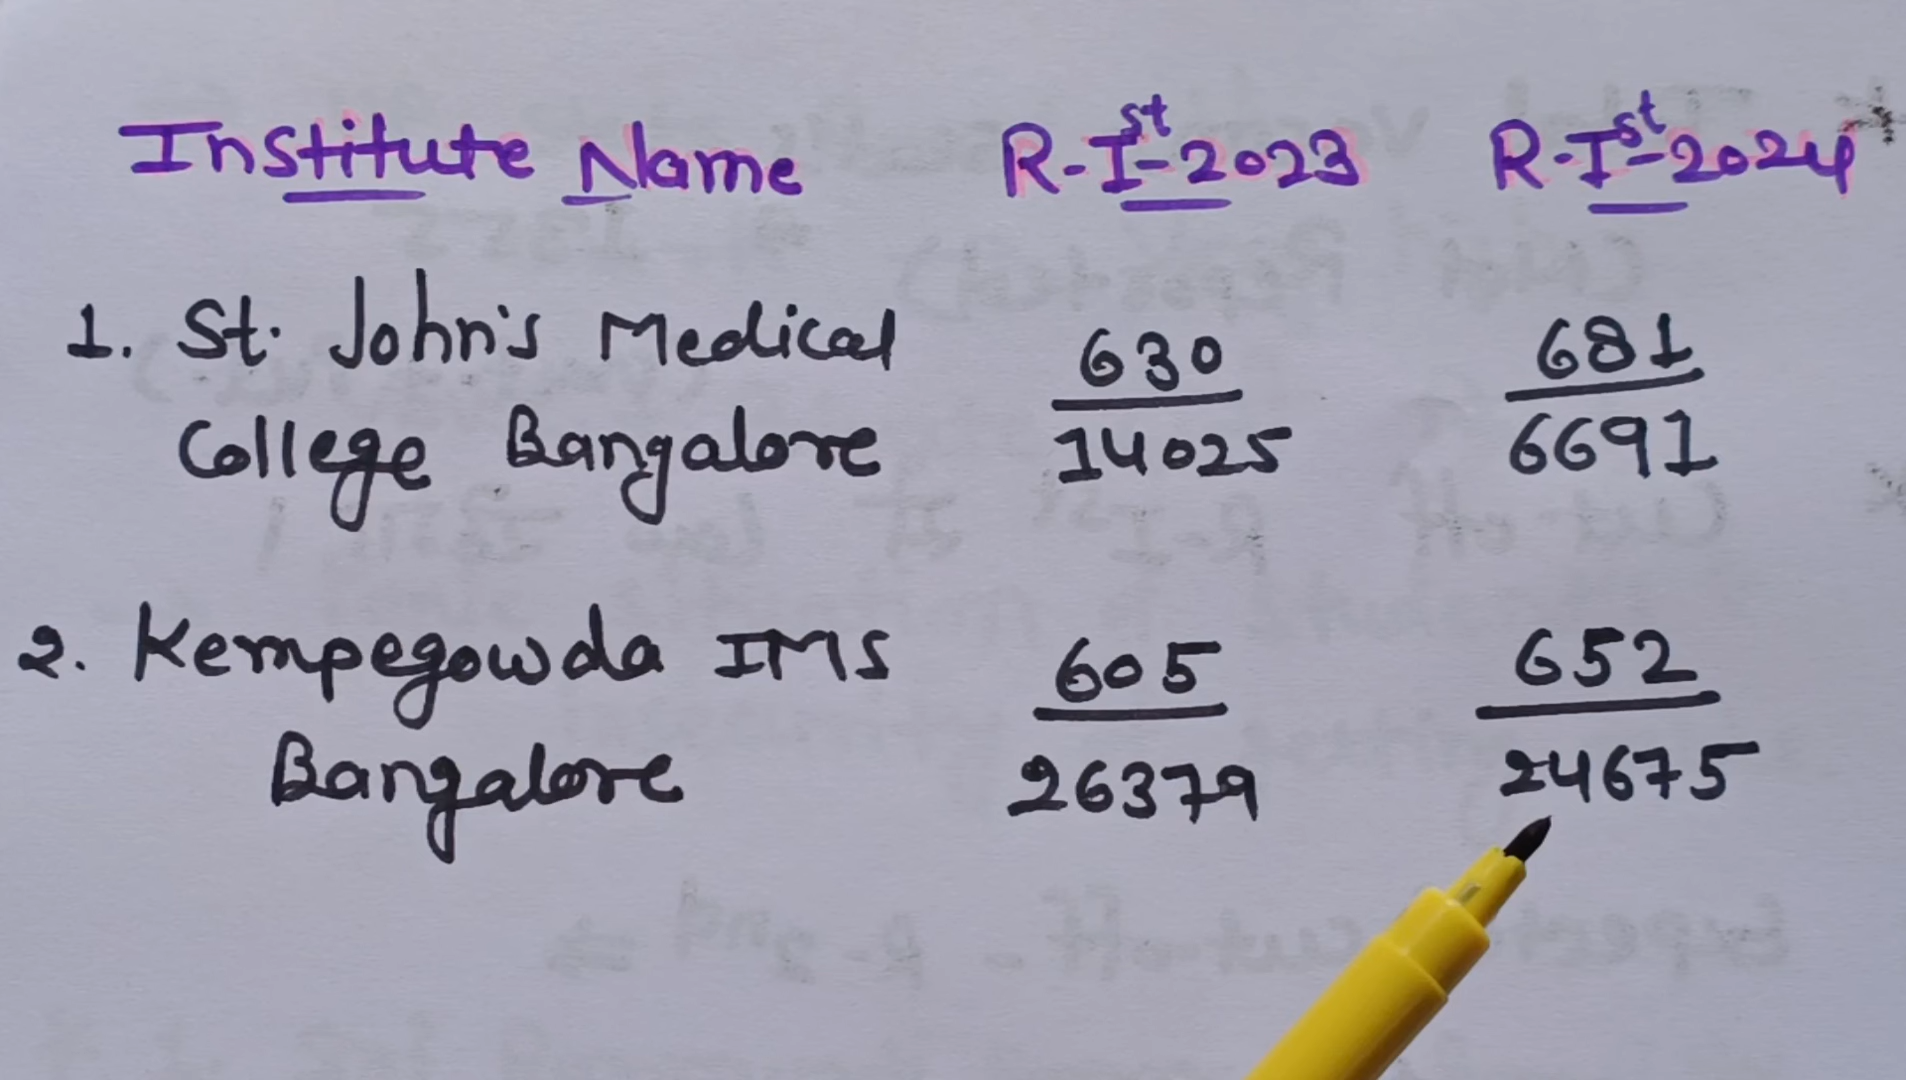 Institute Name R-Ist-2023 R-Ist-2024
1. St. John's Medical 630 681
College Bangalore 14025 6691
2. Kempegowda IMS 605 652
Bangalore 26379 24675